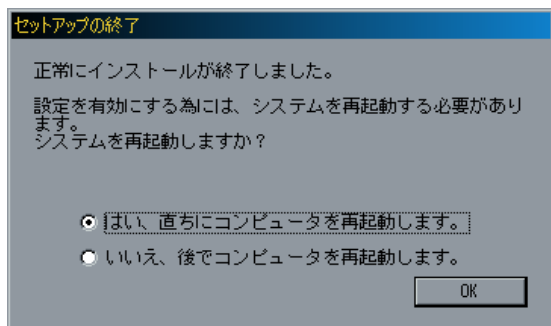 セットアップの終了
正常にインストールが終了しました。
設定を有効にする為には、システムを再起動する必要があり
ます。
システムを再起動しますか？
はい、直ちにコンピュータを再起動します。
いいえ、後でコンピュータを再起動します。
OK